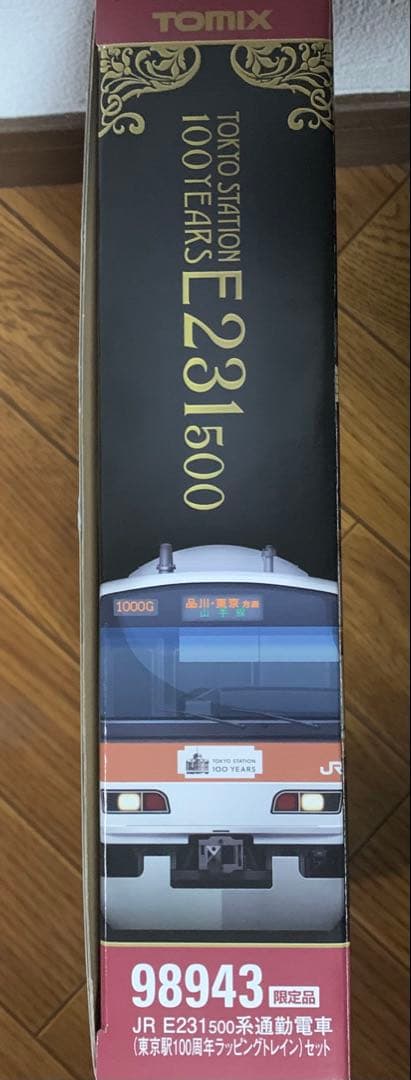 TOMIX
TOKYO STATION
100 YEARS
E231500
1000G
品川・東京方面
山手線
TOKYO STATION
100 YEARS
JR
98943 限定品
JR E231500系通勤電車
(東京駅100周年ラッピングトレイン)セット